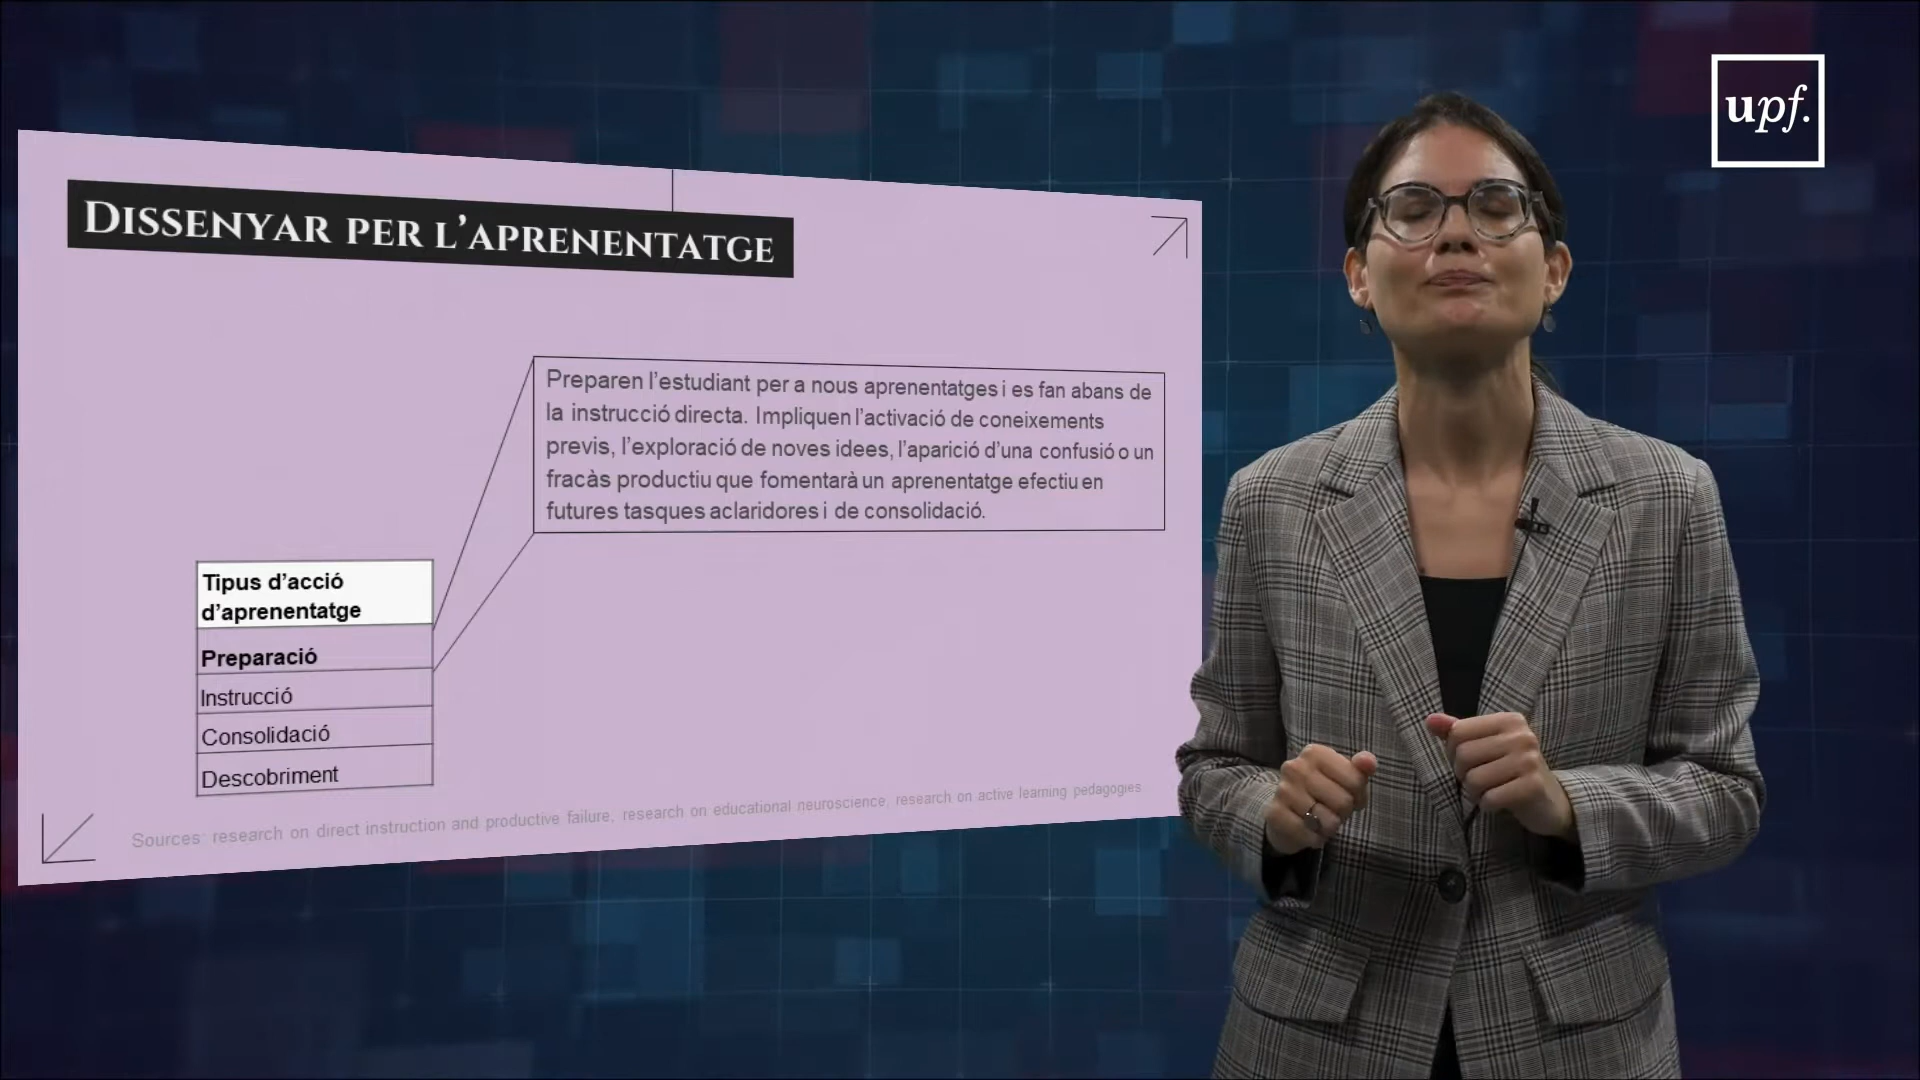 upf.
DISSENYAR PER L’APRENENTATGE
Preparen l’estudiant per a nous aprenentatges i es fan abans de
la instrucció directa. Impliquen l’activació de coneixements
previs, l’exploració de noves idees, l’aparició d’una confusió o un
fracàs productiu que fomentarà un aprenentatge efectiu en
futures tasques aclaridores i de consolidació.
Tipus d’acció
d’aprenentatge
Preparació
Instrucció
Consolidació
Descobriment
Sources: research on direct instruction and productive failure, research on educational neuroscience, research on active learning pedagogies